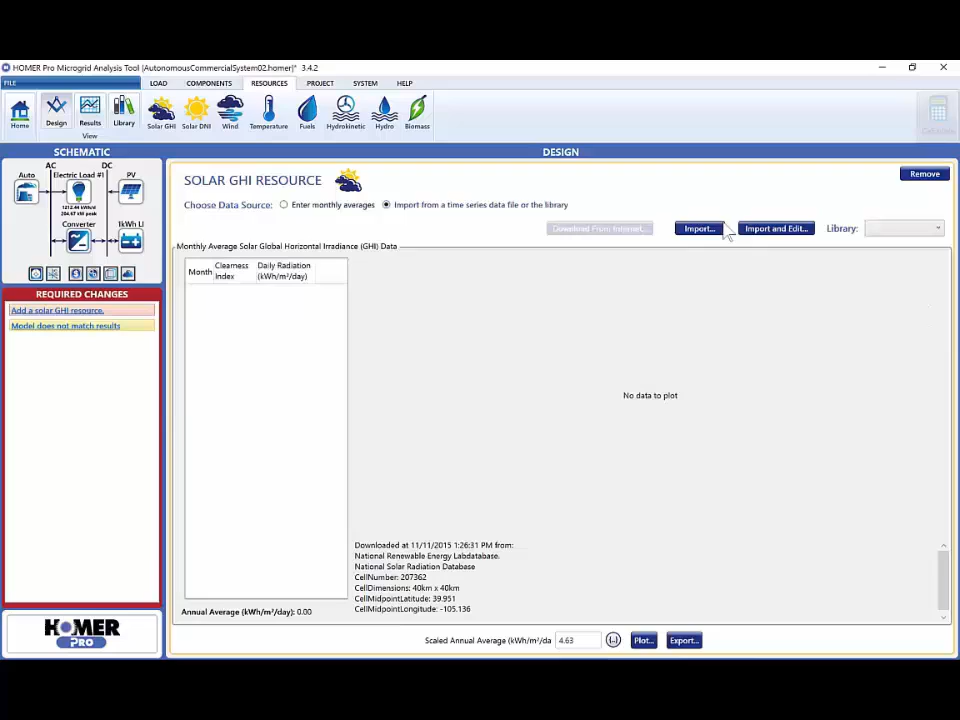 HOMER Pro Microgrid Analysis Tool [AutonomousCommercialSystem02.homer]* 3.4.2
FILE
LOAD COMPONENTS RESOURCES PROJECT SYSTEM HELP
Home Design Results Library Solar GHI Solar DNI Wind Temperature Fuels Hydrokinetic Hydro Biomass
View
SCHEMATIC
AC DC
Auto Electric Load #1 PV
1212.44 kWh/d
204.67 kW peak
Converter 1kWh LI
REQUIRED CHANGES
Add a solar GHI resource.
Model does not match results
HOMER
PRO
DESIGN
SOLAR GHI RESOURCE
Remove
Choose Data Source: Enter monthly averages Import from a time series data file or the library
Download From Internet... Import... Import and Edit... Library:
Monthly Average Solar Global Horizontal Irradiance (GHI) Data
Month Clearness Index Daily Radiation (kWh/m²/day)
No data to plot
Downloaded at 11/11/2015 1:26:31 PM from:
National Renewable Energy Labdatabase.
National Solar Radiation Database
CellNumber: 207362
CellDimensions: 40km x 40km
CellMidpointLatitude: 39.951
CellMidpointLongitude: -105.136
Annual Average (kWh/m²/day): 0.00
Scaled Annual Average (kWh/m²/da 4.63 Plot... Export...